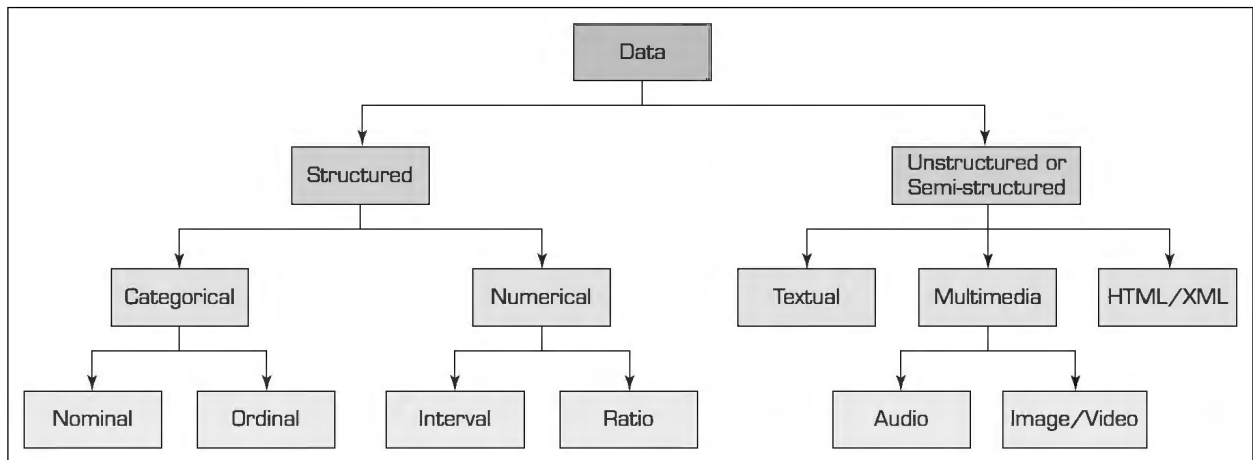 Data
Structured
Unstructured or
Semi-structured
Categorical
Numerical
Textual
Multimedia
HTML/XML
Nominal
Ordinal
Interval
Ratio
Audio
Image/Video